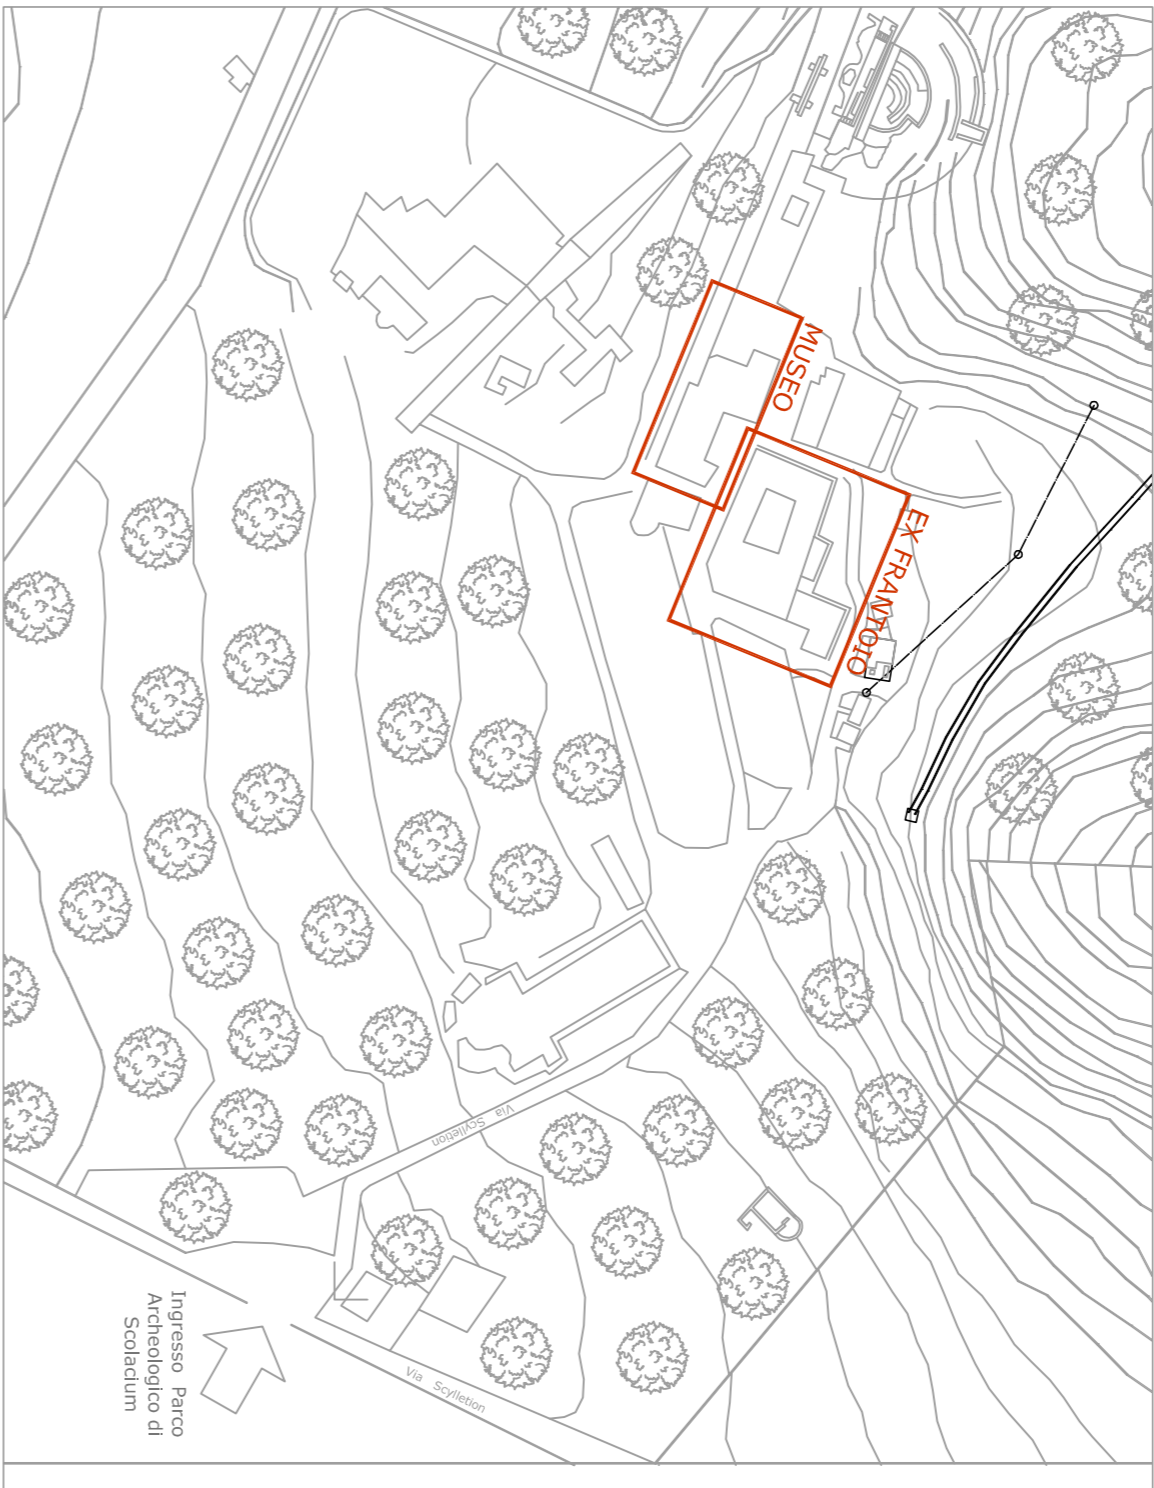 MUSEO
EX FRANTOIO
Via Scylletion
Via Scylletion
Ingresso Parco
Archeologico di
Scolacium